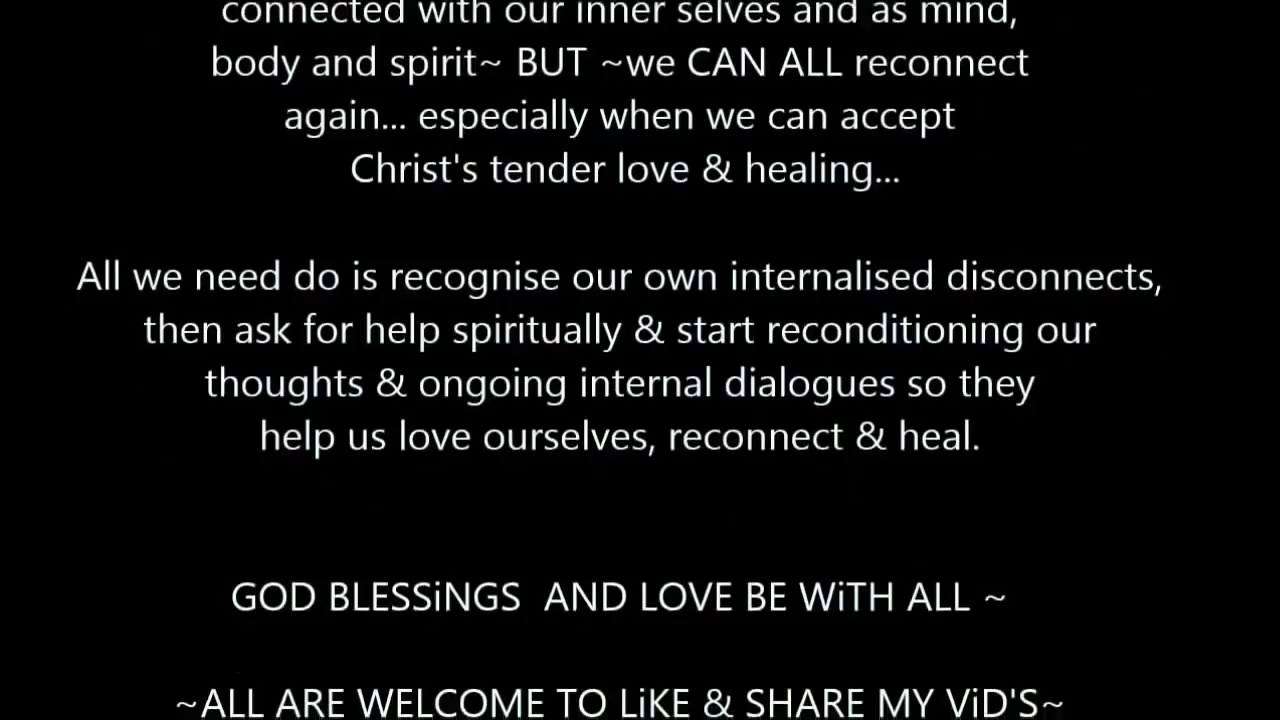 connected with our inner selves and as mind,
body and spirit~ BUT ~we CAN ALL reconnect
again... especially when we can accept
Christ's tender love & healing...
All we need do is recognise our own internalised disconnects,
then ask for help spiritually & start reconditioning our
thoughts & ongoing internal dialogues so they
help us love ourselves, reconnect & heal.
GOD BLESSiNGS  AND LOVE BE WiTH ALL ~
~ALL ARE WELCOME TO LiKE & SHARE MY ViD'S~